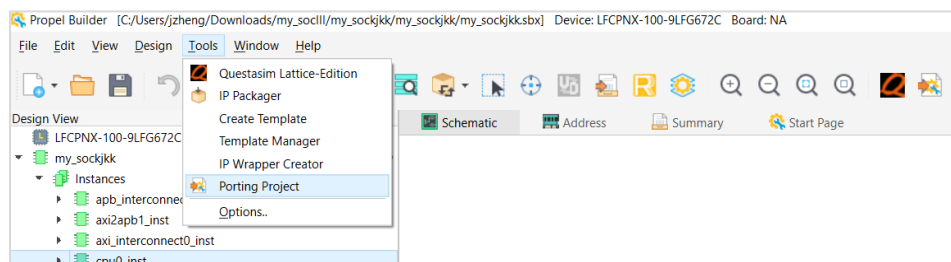 Propel Builder [C:/Users/jzheng/Downloads/my_soclll/my_sockjkk/my_sockjkk/my_sockjkk.sbx] Device: LFCPNX-100-9LFG672C Board: NA
File Edit View Design Tools Window Help
Questasim Lattice-Edition
IP Packager
Create Template
Template Manager
IP Wrapper Creator
Porting Project
Options..
Design View
LFCPNX-100-9LFG672C
my_sockjkk
Instances
apb_interconnec
axi2apb1_inst
axi_interconnect0_inst
cpu0_inst
Schematic Address Summary Start Page